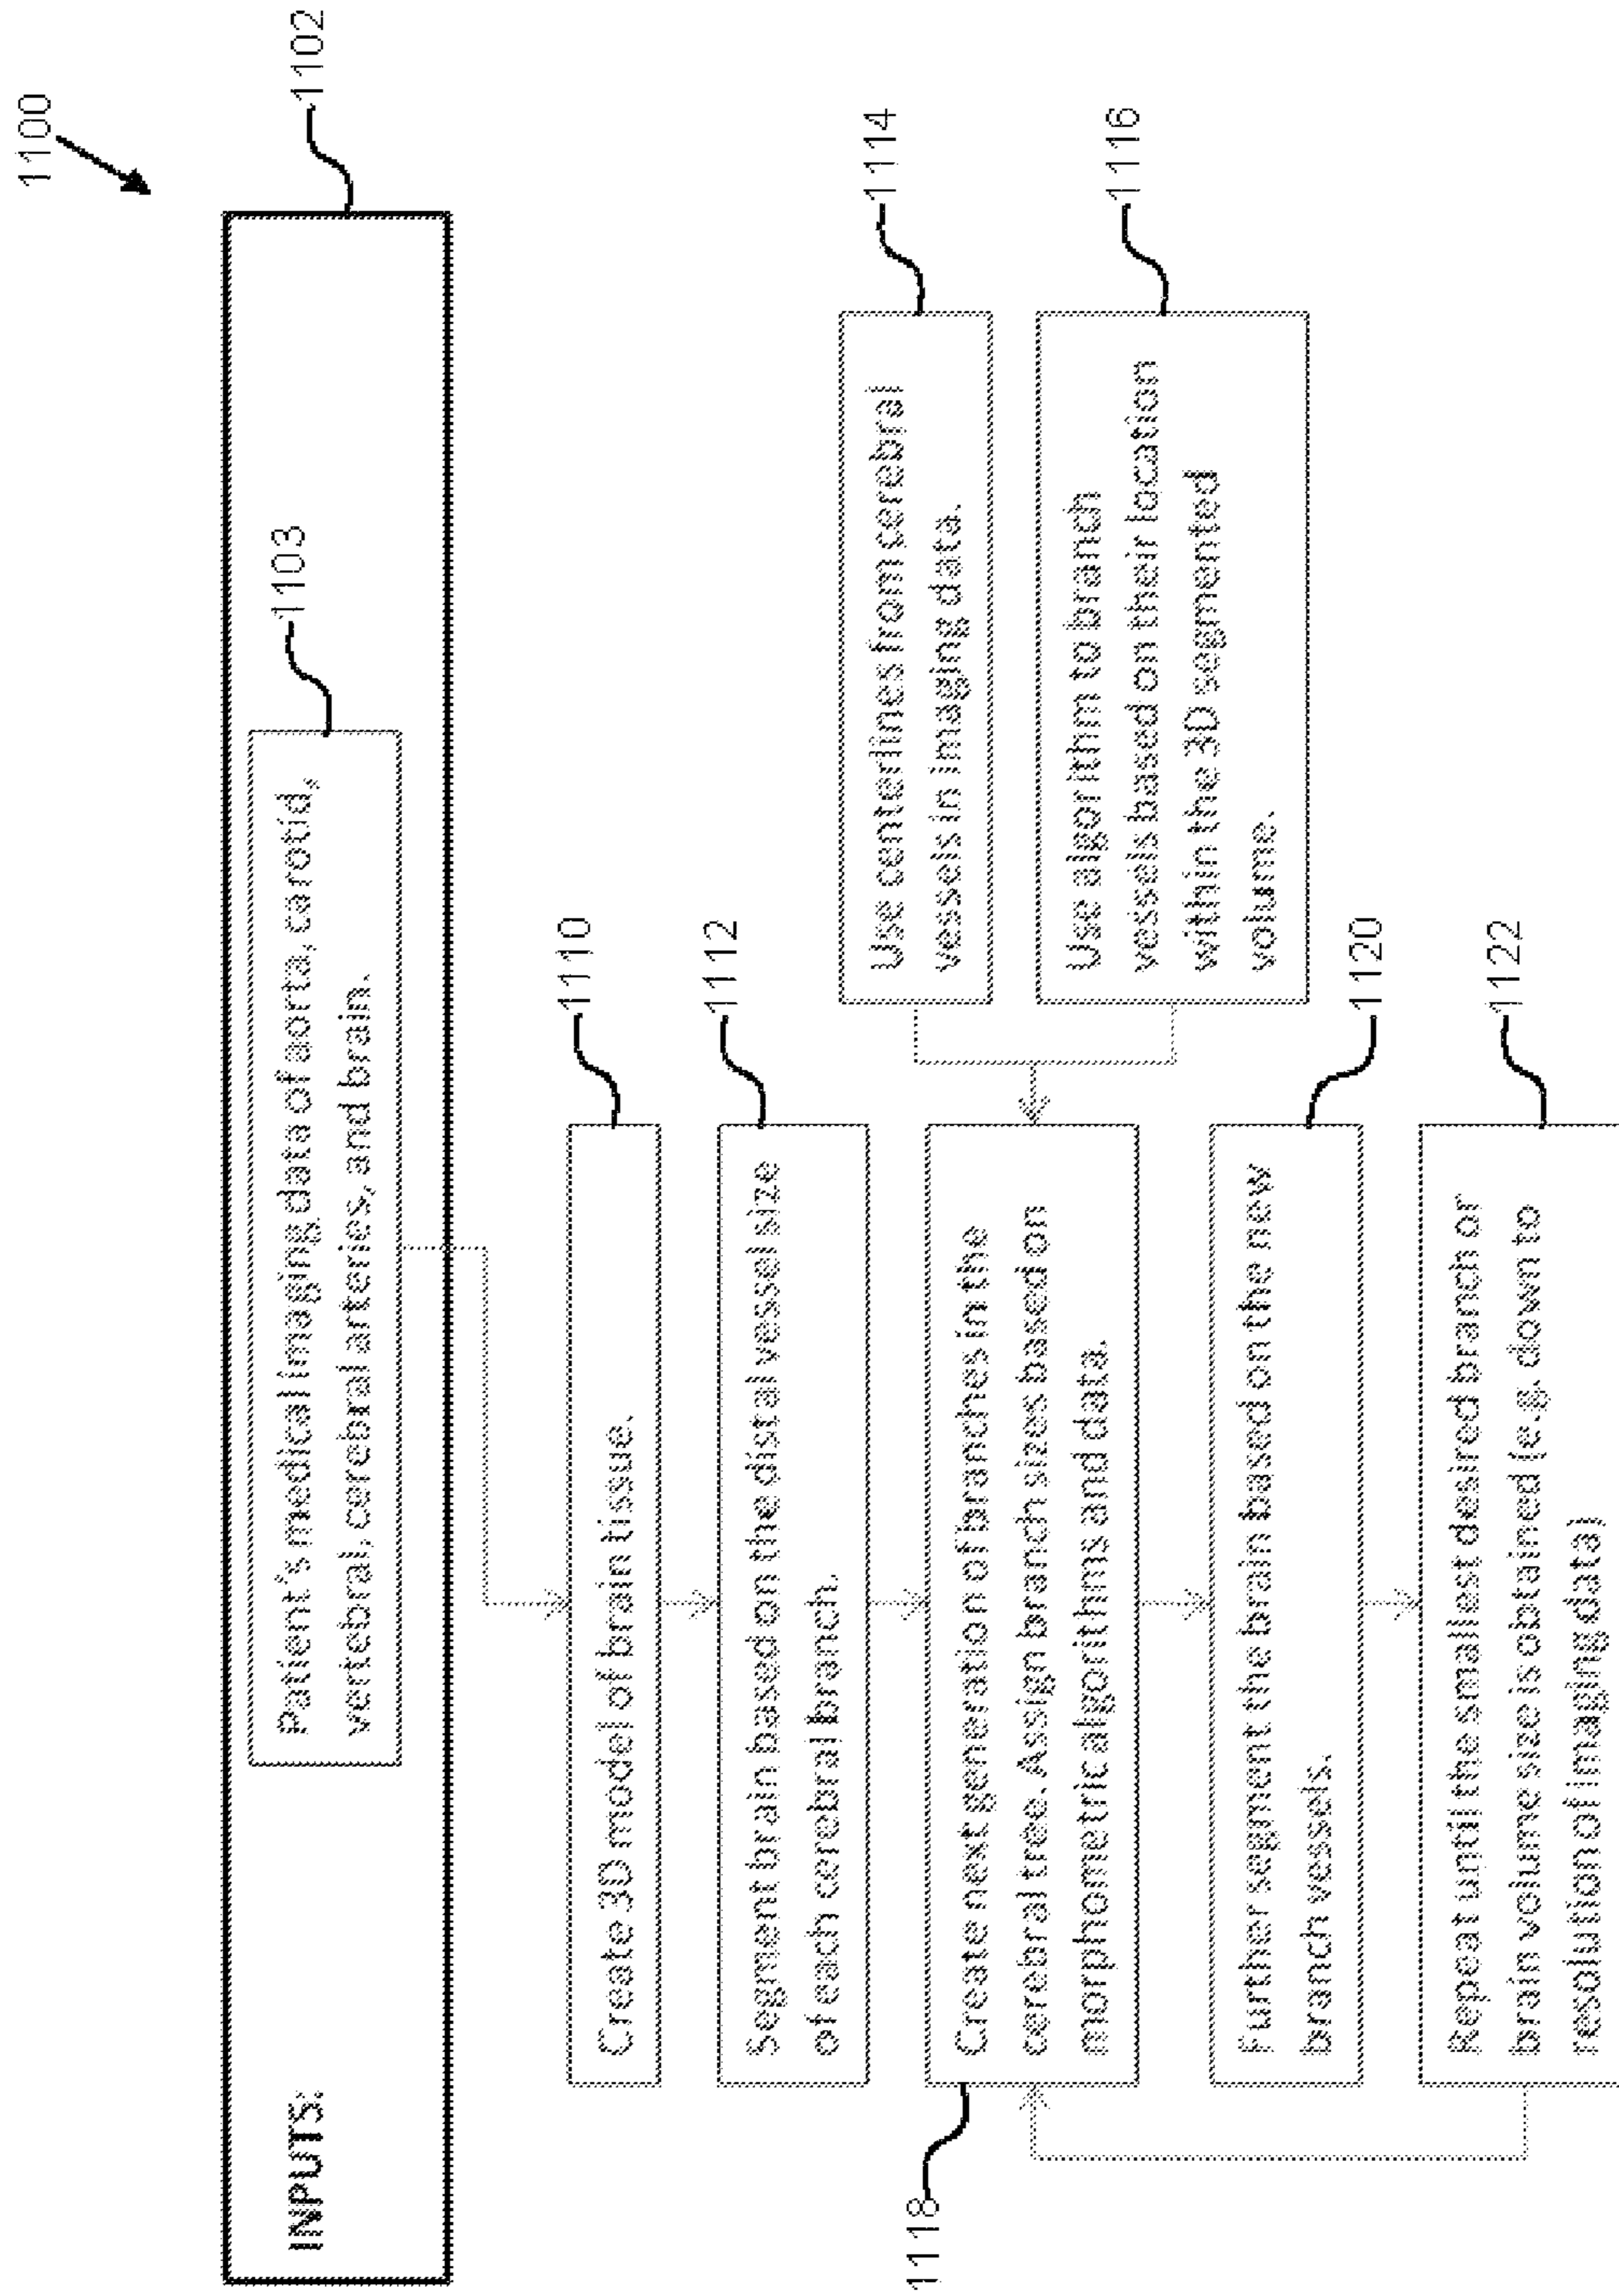 1100
1102
INPUTS:
1103
Patient's medical imaging data of aorta, carotid,
vertebral, cerebral arteries, and brain.
1110
Create 3D model of brain tissue.
1112
Segment brain based on the distal vessel size
of each cerebral branch.
1114
Use centerlines from cerebral
vessels in imaging data.
1116
Use algorithm to branch
vessels based on their location
within the 3D segmented
volume.
1118
Create next generation of branches in the
cerebral tree. Assign branch sizes based on
morphometric algorithms and data.
1120
Further segment the brain based on the new
branch vessels.
1122
Repeat until the smallest desired branch or
brain volume size is obtained (e.g. down to
resolution of imaging data)